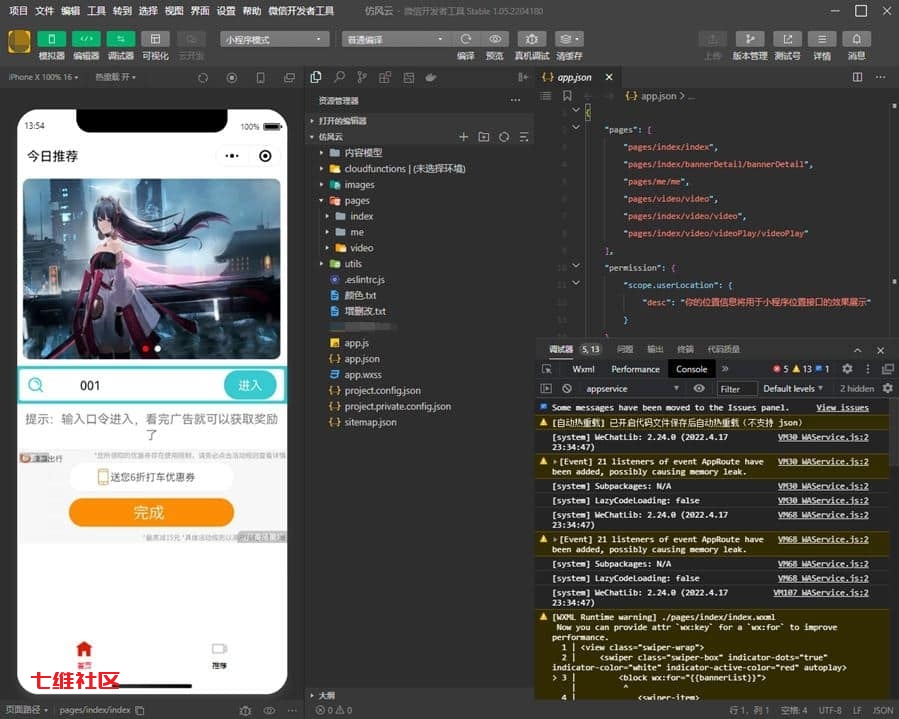 项目 文件 编辑 工具 转到 选择 视图 界面 设置 帮助 微信开发者工具 仿风云 - 微信开发者工具 Stable 1.05.2204180
小程序模式 普通编译
模拟器 编辑器 调试器 可视化 云开发 编译 预览 真机调试 清缓存 上传 版本管理 测试号 详情 消息
iPhone X 100% 16 热重载 开
13:54 100%
今日推荐
001 进入
提示：输入口令进入，看完广告就可以获取奖励了
出行
送您6折打车优惠券
完成
首页 推荐
七维社区
页面路径 pages/index/index
资源管理器
打开的编辑器
仿风云
内容模型
cloudfunctions | (未选择环境)
images
pages
index
me
video
utils
.eslintrc.js
颜色.txt
增删改.txt
app.js
app.json
app.wxss
project.config.json
project.private.config.json
sitemap.json
大纲
0 0
app.json
app.json > ...
{
"pages": [
"pages/index/index",
"pages/index/bannerDetail/bannerDetail",
"pages/me/me",
"pages/video/video",
"pages/index/video/video",
"pages/index/video/videoPlay/videoPlay"
],
"permission": {
"scope.userLocation": {
"desc": "你的位置信息将用于小程序位置接口的效果展示"
}
}
调试器 5, 13 问题 输出 终端 代码质量
Wxml Performance Console » 5 13 1
appservice Filter Default levels 2 hidden
Some messages have been moved to the Issues panel. View issues
[自动热重载] 已开启代码文件保存后自动热重载（不支持 json）
[system] WeChatLib: 2.24.0 (2022.4.17 VM30 WAService.js:2
23:34:47)
[Event] 21 listeners of event AppRoute have VM30 WAService.js:2
been added, possibly causing memory leak.
[system] Subpackages: N/A VM30 WAService.js:2
[system] LazyCodeLoading: false VM30 WAService.js:2
[system] WeChatLib: 2.24.0 (2022.4.17 VM68 WAService.js:2
23:34:47)
[Event] 21 listeners of event AppRoute have VM68 WAService.js:2
been added, possibly causing memory leak.
[system] Subpackages: N/A VM68 WAService.js:2
[system] LazyCodeLoading: false VM68 WAService.js:2
[system] WeChatLib: 2.24.0 (2022.4.17 VM107 WAService.js:2
23:34:47)
[WXML Runtime warning] ./pages/index/index.wxml
Now you can provide attr `wx:key` for a `wx:for` to improve
performance.
1 | <view class="swiper-wrap">
2 | <swiper class="swiper-box" indicator-dots="true"
indicator-color="white" indicator-active-color="red" autoplay>
> 3 | <block wx:for="{{bannerList}}">
| ^
4 | <swiper-item>
行 1，列 1 空格: 4 UTF-8 LF JSON